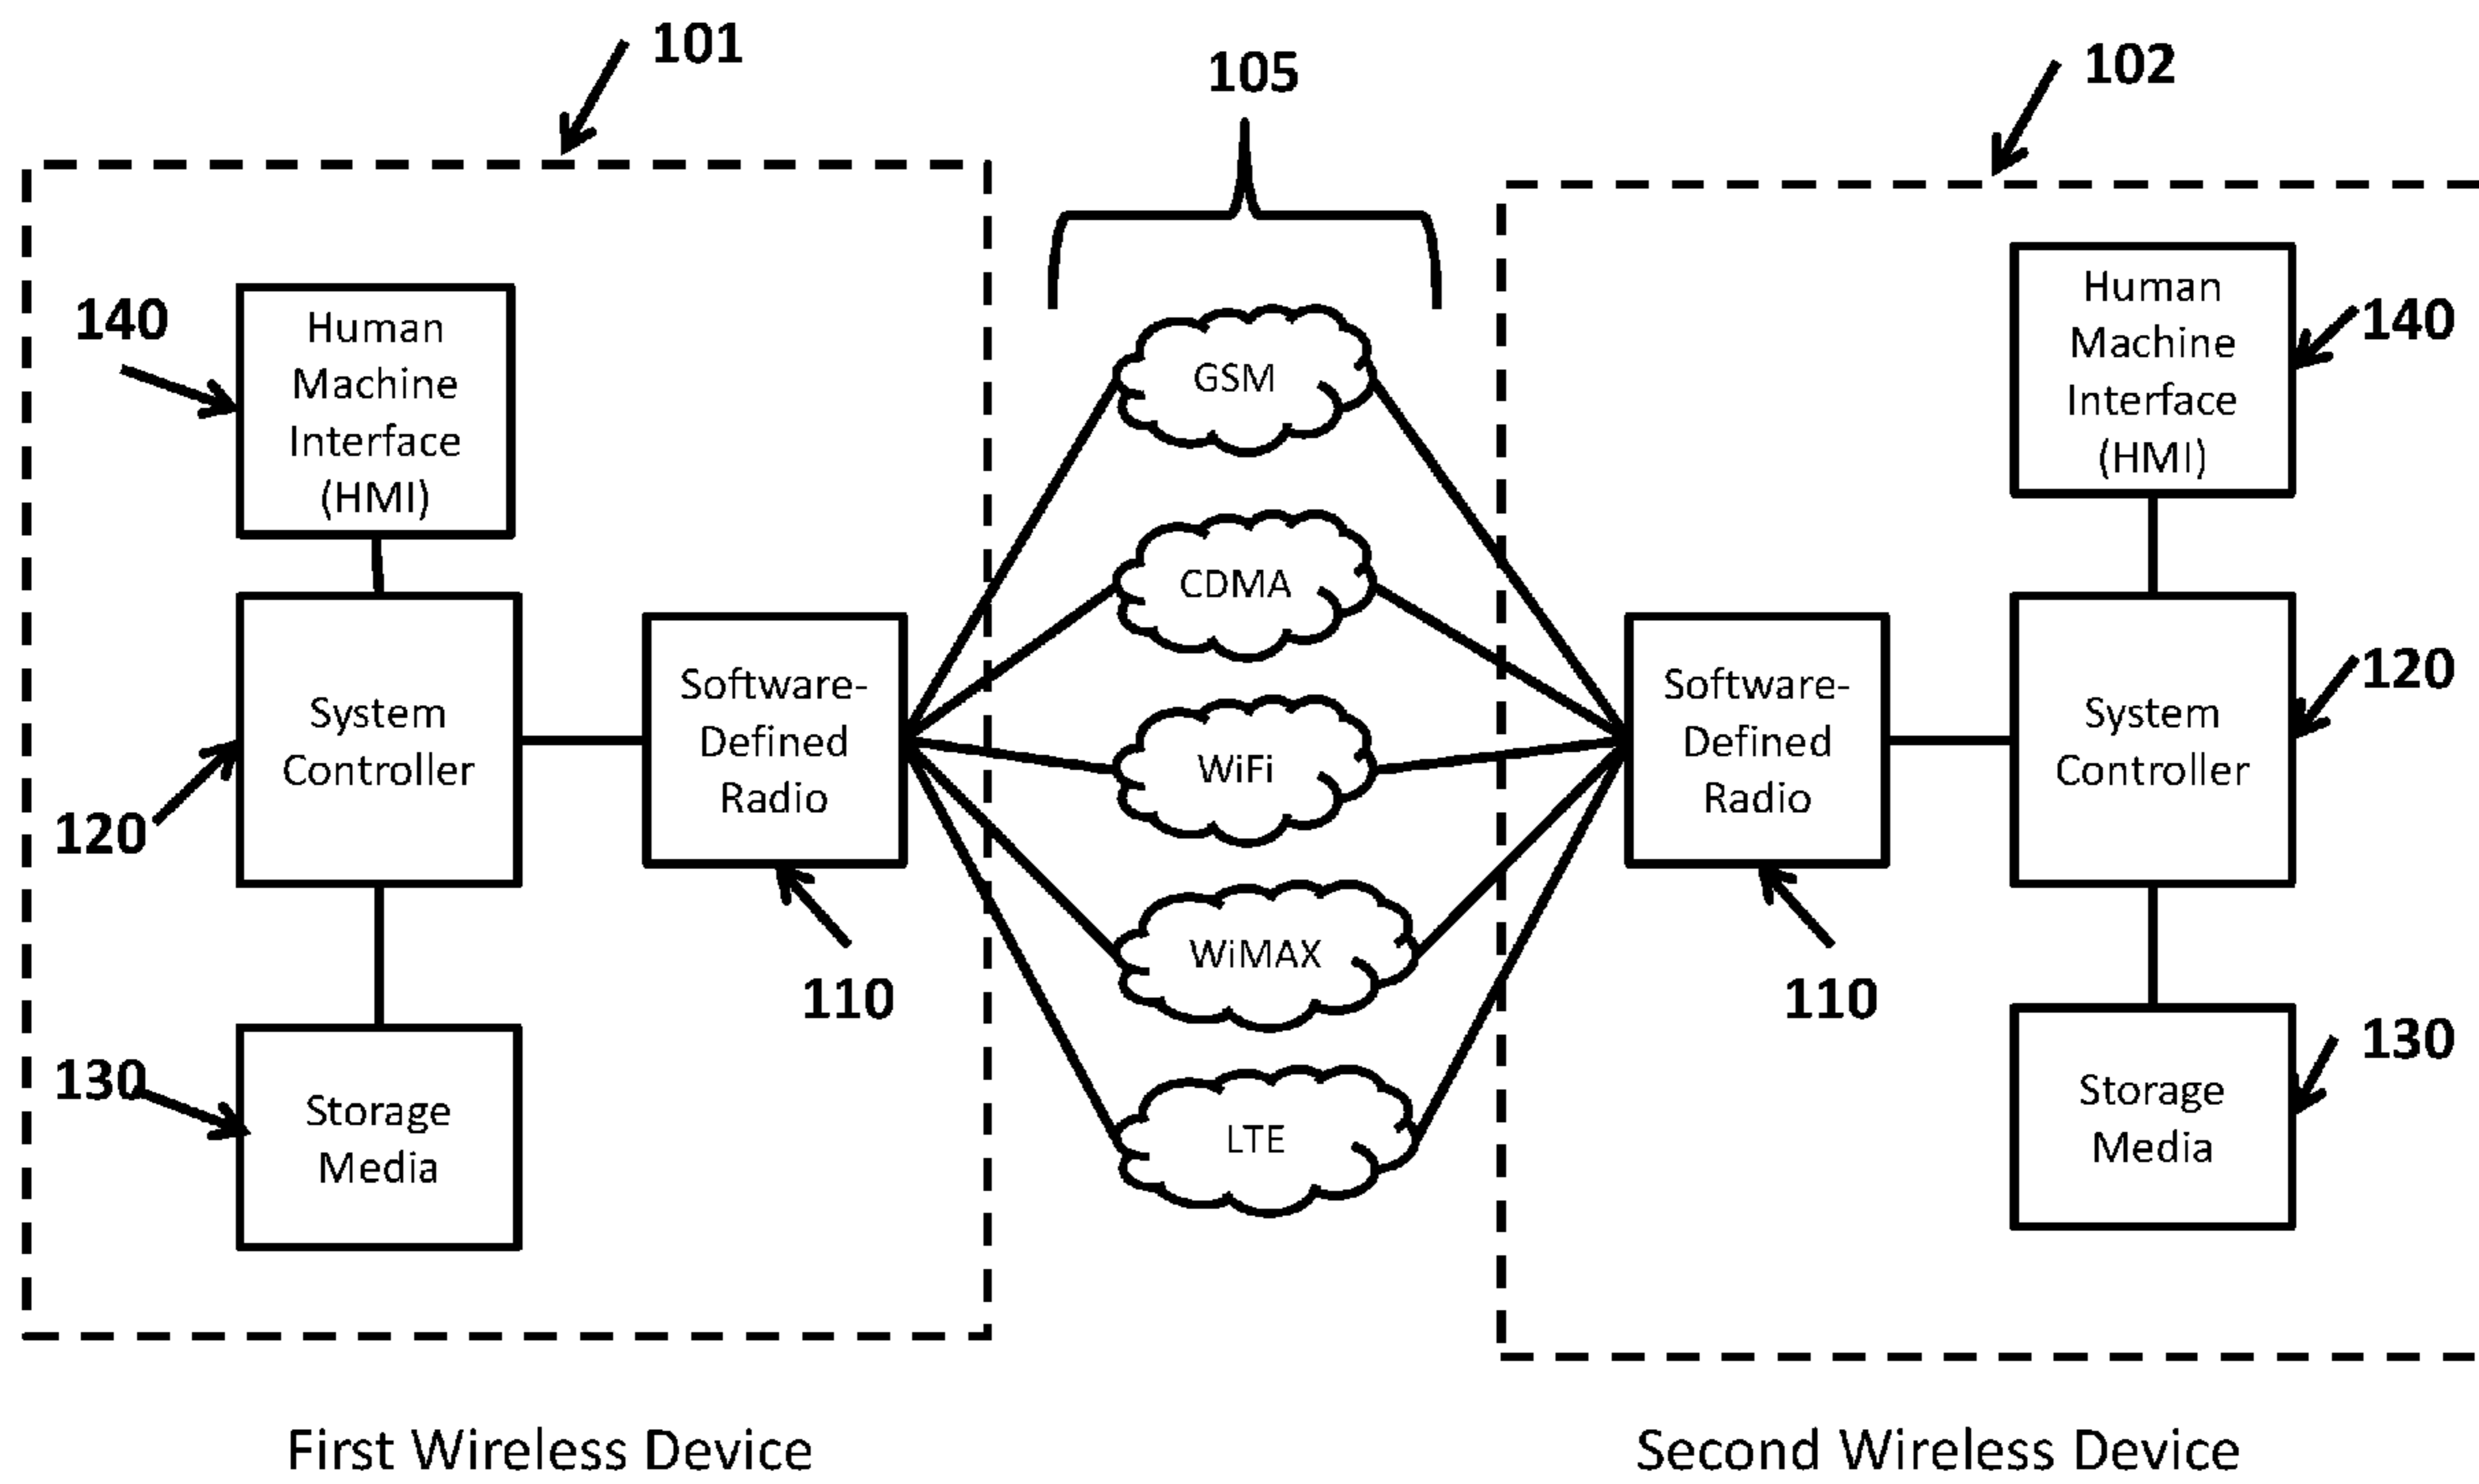 101
105
102
140
Human
Machine
Interface
(HMI)
GSM
Human
Machine
Interface
(HMI)
140
CDMA
System
Controller
120
Software-
Defined
Radio
110
WiFi
Software-
Defined
Radio
110
System
Controller
120
WiMAX
130
Storage
Media
LTE
Storage
Media
130
First Wireless Device
Second Wireless Device